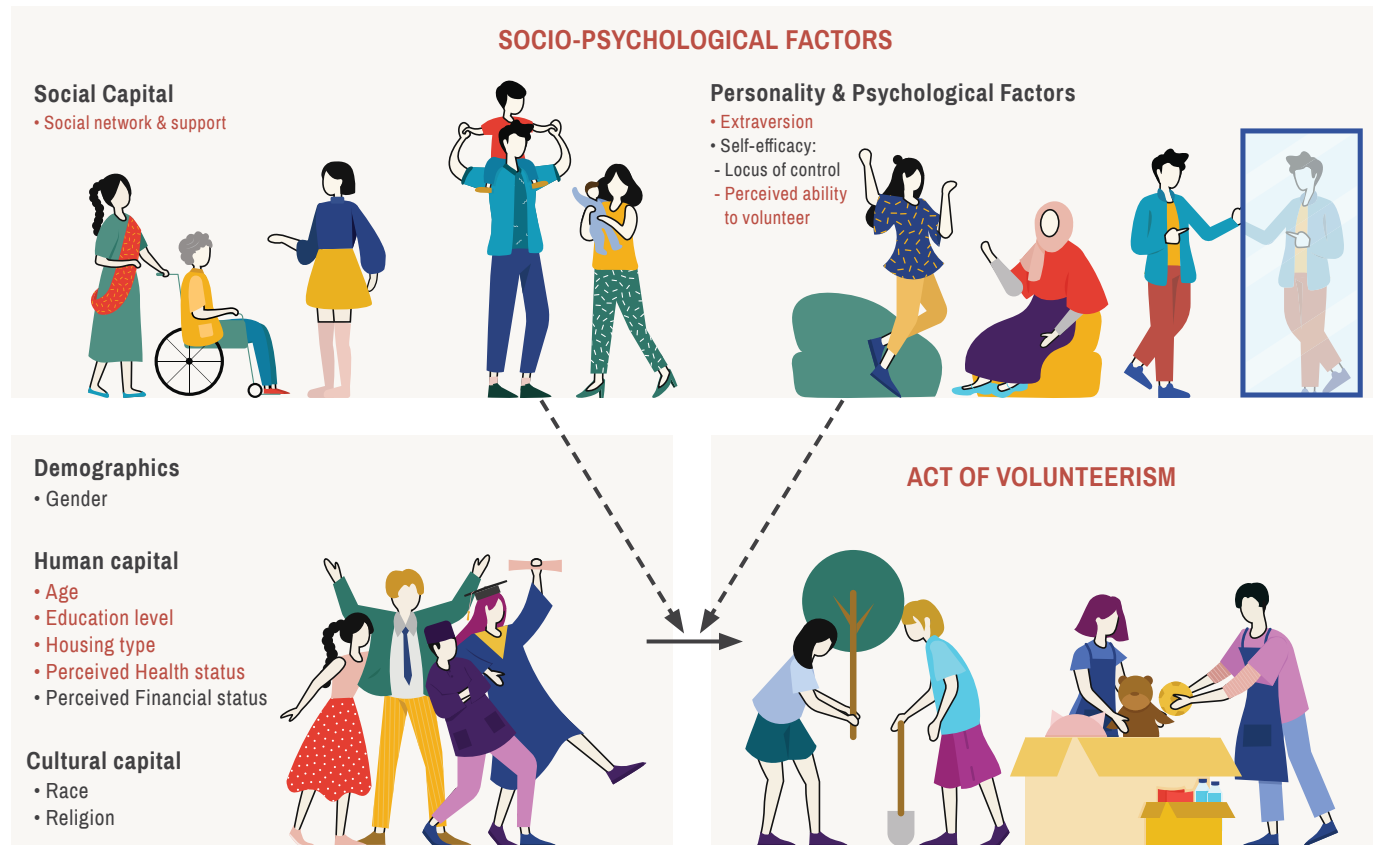 SOCIO-PSYCHOLOGICAL FACTORS
Social Capital
• Social network & support
Personality & Psychological Factors
• Extraversion
• Self-efficacy:
- Locus of control
- Perceived ability
to volunteer
Demographics
• Gender
Human capital
• Age
• Education level
• Housing type
• Perceived Health status
• Perceived Financial status
Cultural capital
• Race
• Religion
ACT OF VOLUNTEERISM